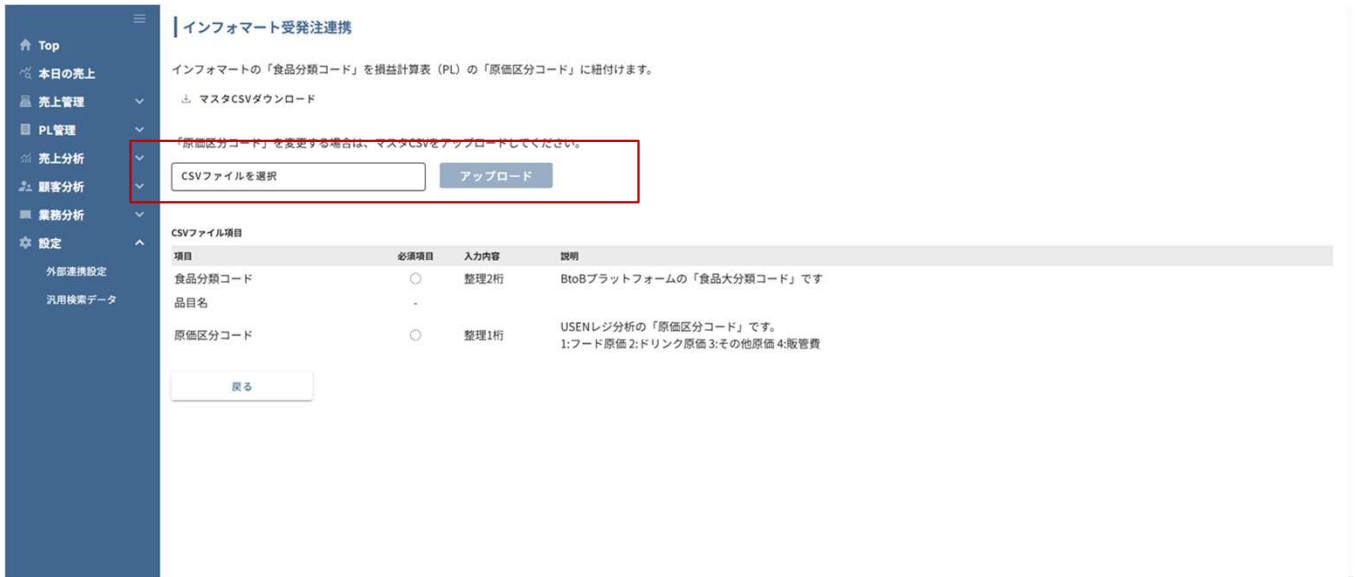 Top
本日の売上
売上管理
PL管理
売上分析
顧客分析
業務分析
設定
外部連携設定
汎用検索データ
インフォマート受発注連携
インフォマートの「食品分類コード」を損益計算表（PL）の「原価区分コード」に紐付けます。
マスタCSVダウンロード
「原価区分コード」を変更する場合は、マスタCSVをアップロードしてください。
CSVファイルを選択 アップロード
CSVファイル項目
項目 必須項目 入力内容 説明
食品分類コード ○ 整理2桁 BtoBプラットフォームの「食品大分類コード」です
品目名 -
原価区分コード ○ 整理1桁 USENレジ分析の「原価区分コード」です。
1:フード原価 2:ドリンク原価 3:その他原価 4:販管費
戻る